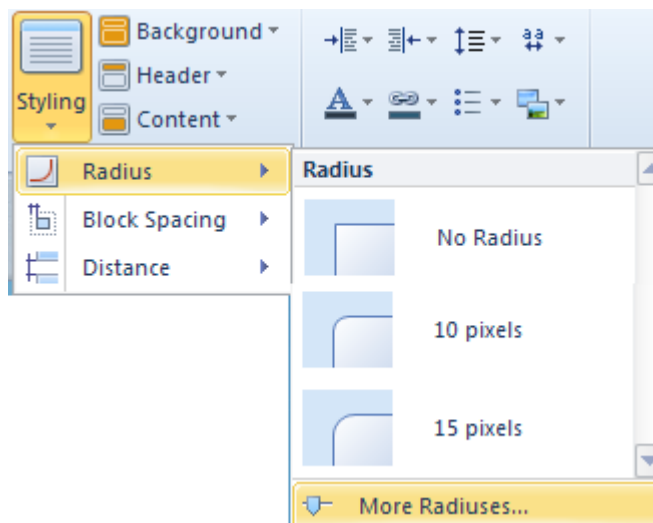 Styling
Background
Header
Content
Radius
Block Spacing
Distance
Radius
No Radius
10 pixels
15 pixels
More Radiuses...